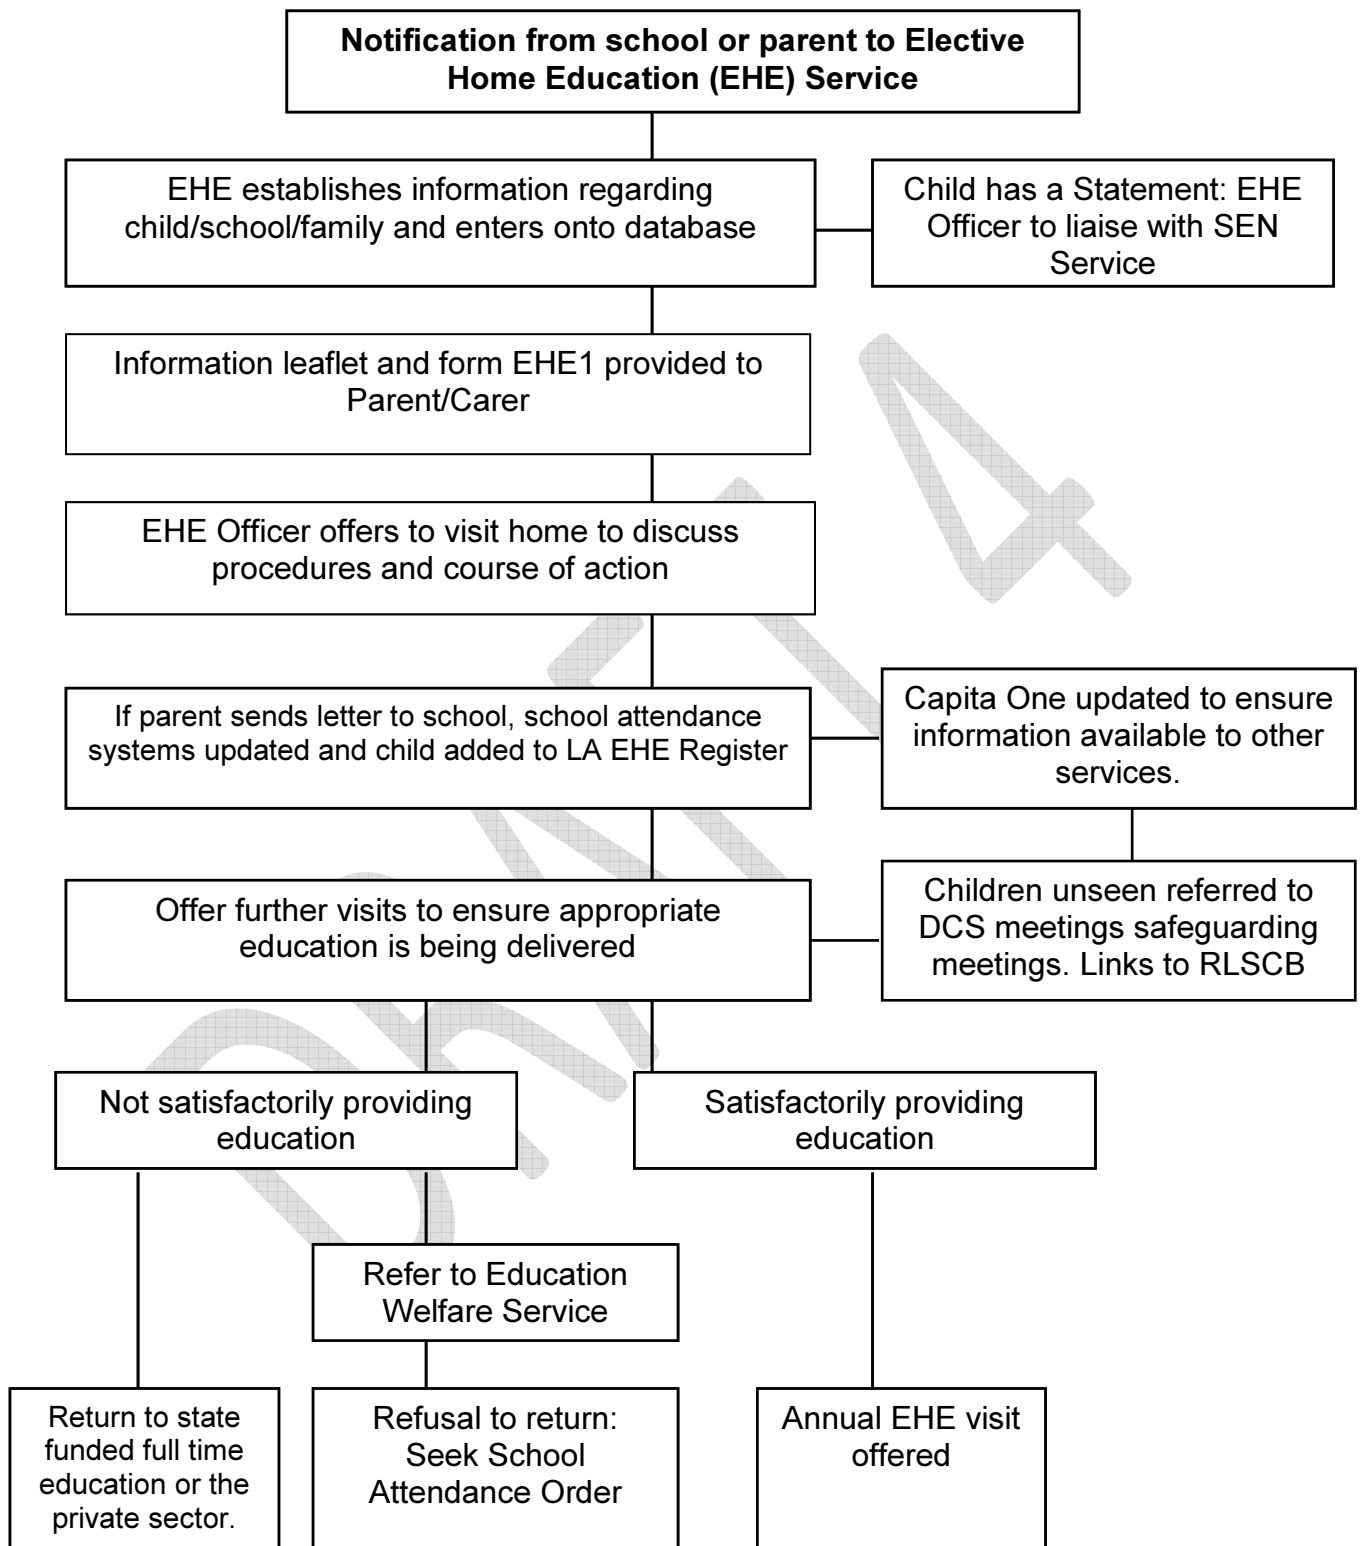 Notification from school or parent to Elective
Home Education (EHE) Service
EHE establishes information regarding
child/school/family and enters onto database
Child has a Statement: EHE
Officer to liaise with SEN
Service
Information leaflet and form EHE1 provided to
Parent/Carer
EHE Officer offers to visit home to discuss
procedures and course of action
If parent sends letter to school, school attendance
systems updated and child added to LA EHE Register
Capita One updated to ensure
information available to other
services.
Offer further visits to ensure appropriate
education is being delivered
Children unseen referred to
DCS meetings safeguarding
meetings. Links to RLSCB
Not satisfactorily providing
education
Satisfactorily providing
education
Refer to Education
Welfare Service
Return to state
funded full time
education or the
private sector.
Refusal to return:
Seek School
Attendance Order
Annual EHE visit
offered
DRAFT 4